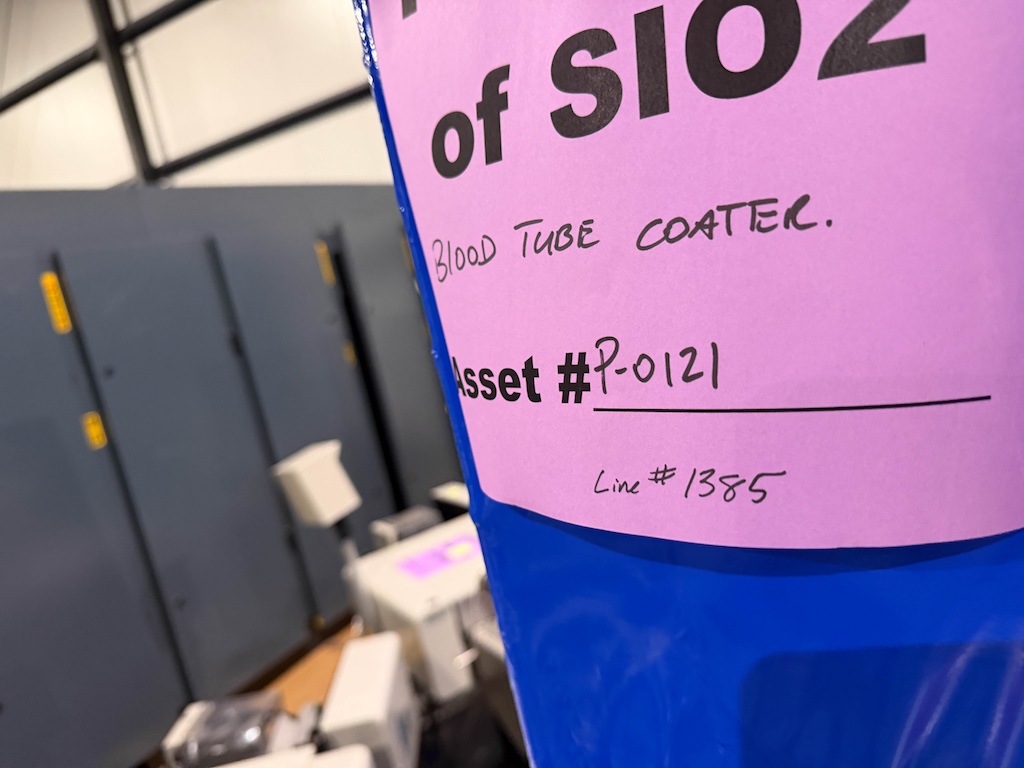 of SIO2
BLOOD TUBE COATER.
Asset # P-0121
Line # 1385